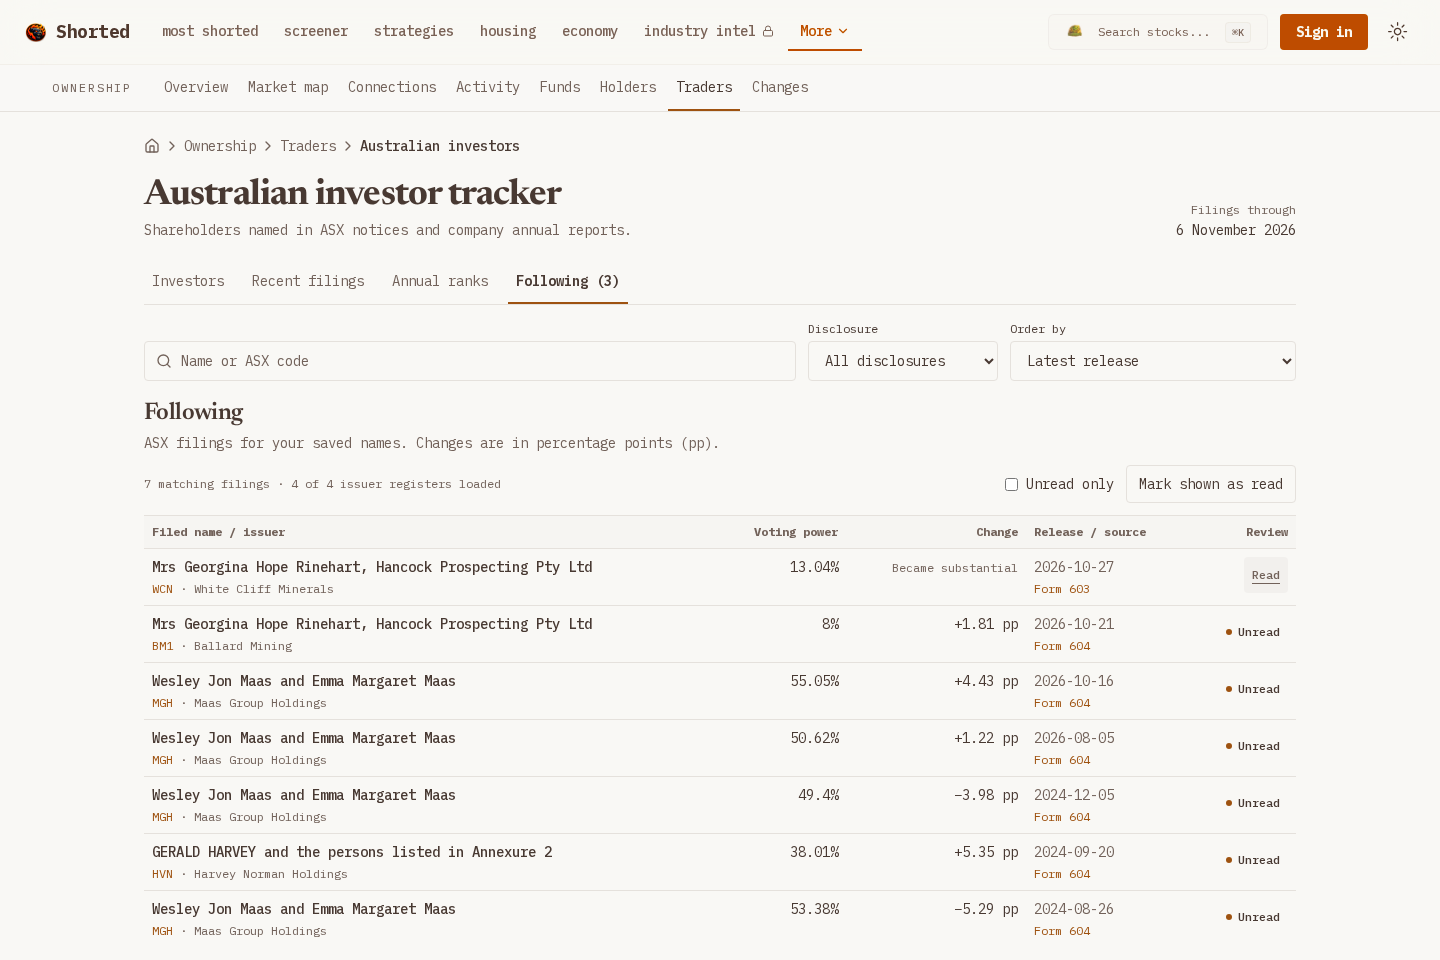 Shorted
most shorted
screener
strategies
housing
economy
industry intel
More
Search stocks...
⌘K
Sign in
OWNERSHIP
Overview
Market map
Connections
Activity
Funds
Holders
Traders
Changes
Ownership
Traders
Australian investors
Australian investor tracker
Shareholders named in ASX notices and company annual reports.
Filings through
6 November 2026
Investors
Recent filings
Annual ranks
Following (3)
Disclosure
Order by
Name or ASX code
All disclosures
Latest release
Following
ASX filings for your saved names. Changes are in percentage points (pp).
7 matching filings · 4 of 4 issuer registers loaded
Unread only
Mark shown as read
Filed name / issuer
Voting power
Change
Release / source
Review
Mrs Georgina Hope Rinehart, Hancock Prospecting Pty Ltd
13.04%
Became substantial
2026-10-27
Read
WCN · White Cliff Minerals
Form 603
Mrs Georgina Hope Rinehart, Hancock Prospecting Pty Ltd
8%
+1.81 pp
2026-10-21
Unread
BM1 · Ballard Mining
Form 604
Wesley Jon Maas and Emma Margaret Maas
55.05%
+4.43 pp
2026-10-16
Unread
MGH · Maas Group Holdings
Form 604
Wesley Jon Maas and Emma Margaret Maas
50.62%
+1.22 pp
2026-08-05
Unread
MGH · Maas Group Holdings
Form 604
Wesley Jon Maas and Emma Margaret Maas
49.4%
−3.98 pp
2024-12-05
Unread
MGH · Maas Group Holdings
Form 604
GERALD HARVEY and the persons listed in Annexure 2
38.01%
+5.35 pp
2024-09-20
Unread
HVN · Harvey Norman Holdings
Form 604
Wesley Jon Maas and Emma Margaret Maas
53.38%
−5.29 pp
2024-08-26
Unread
MGH · Maas Group Holdings
Form 604